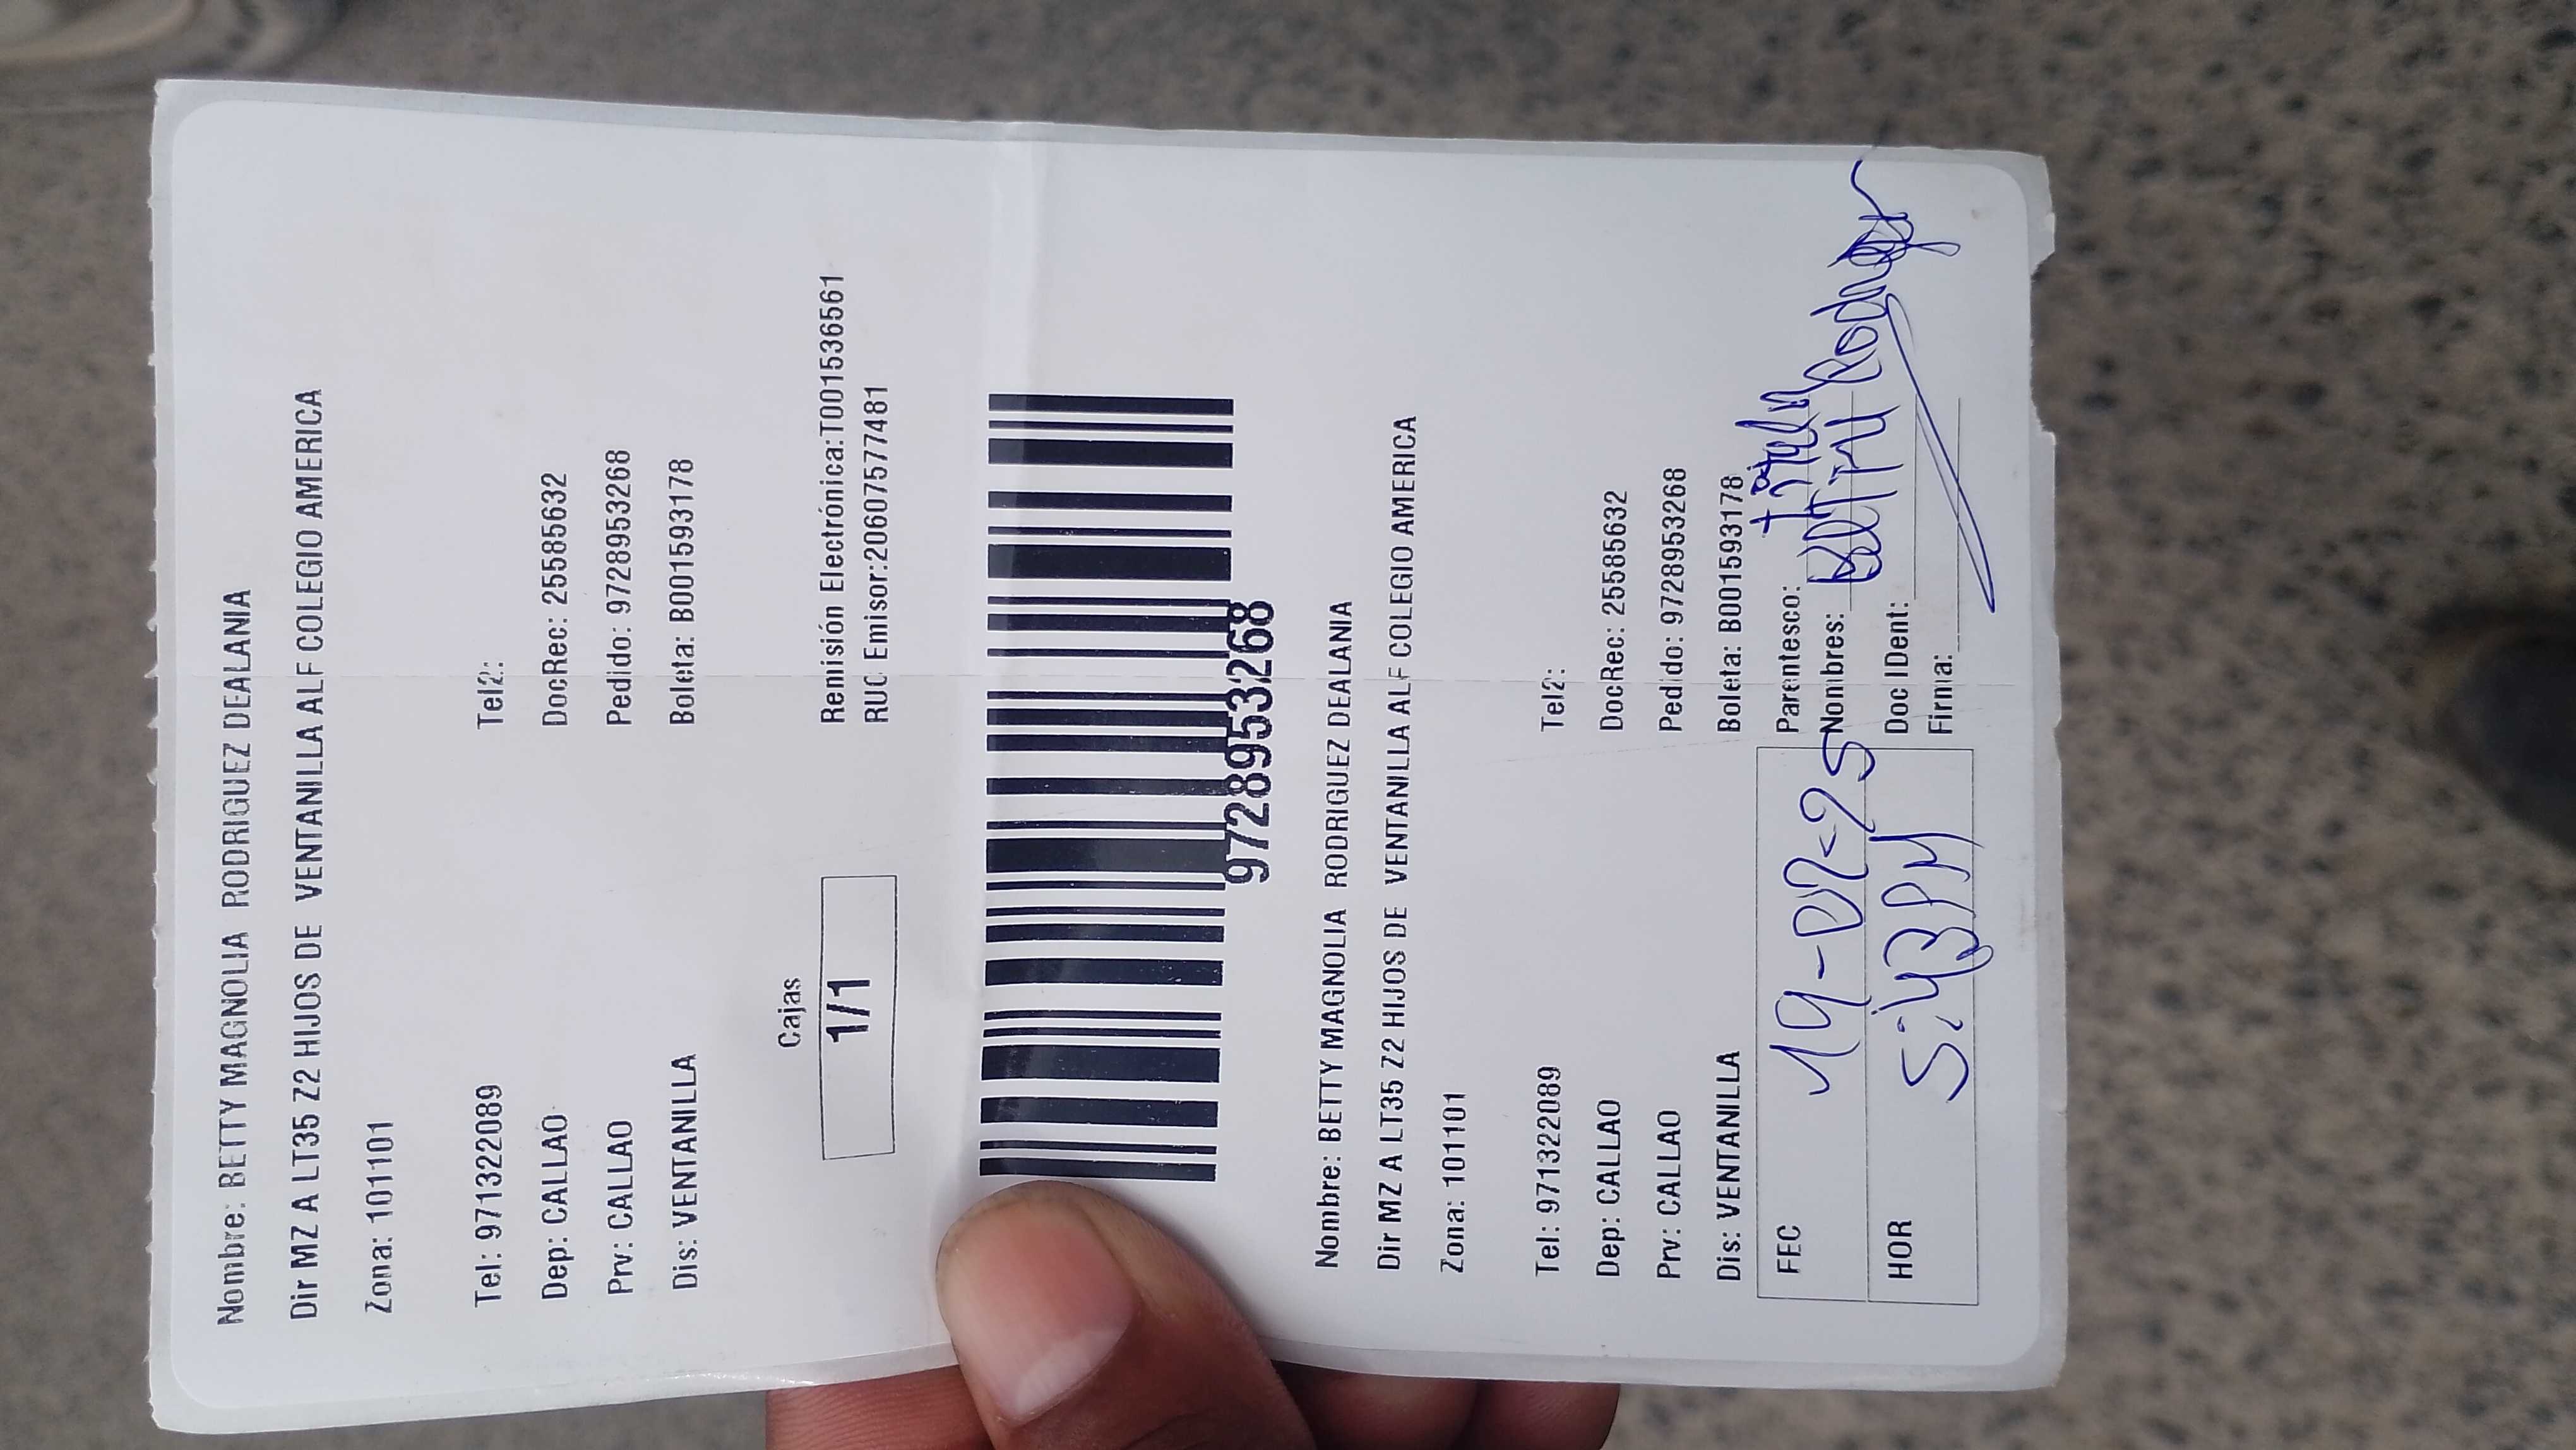 Nombre: BETTY MAGNOLIA RODRIGUEZ DEALANIA
Dir MZ A LT35 Z2 HIJOS DE VENTANILLA ALF COLEGIO AMERICA
Zona: 101101
Tel: 971322089 Tel2:
Dep: CALLAO DocRec: 25585632
Prv: CALLAO Pedido: 9728953268
Dis: VENTANILLA Boleta: B001593178
Cajas
1/1
Remisión Electrónica:T001536561
RUC Emisor:20607577481
9728953268
Nombre: BETTY MAGNOLIA RODRIGUEZ DEALANIA
Dir MZ A LT35 Z2 HIJOS DE VENTANILLA ALF COLEGIO AMERICA
Zona: 101101
Tel: 971322089 Tel2:
Dep: CALLAO DocRec: 25585632
Prv: CALLAO Pedido: 9728953268
Dis: VENTANILLA Boleta: B001593178
FEC
HOR 5:43PM
Parentesco:
Nombres: Betty Rodriguez
Doc IDent:
Firma: